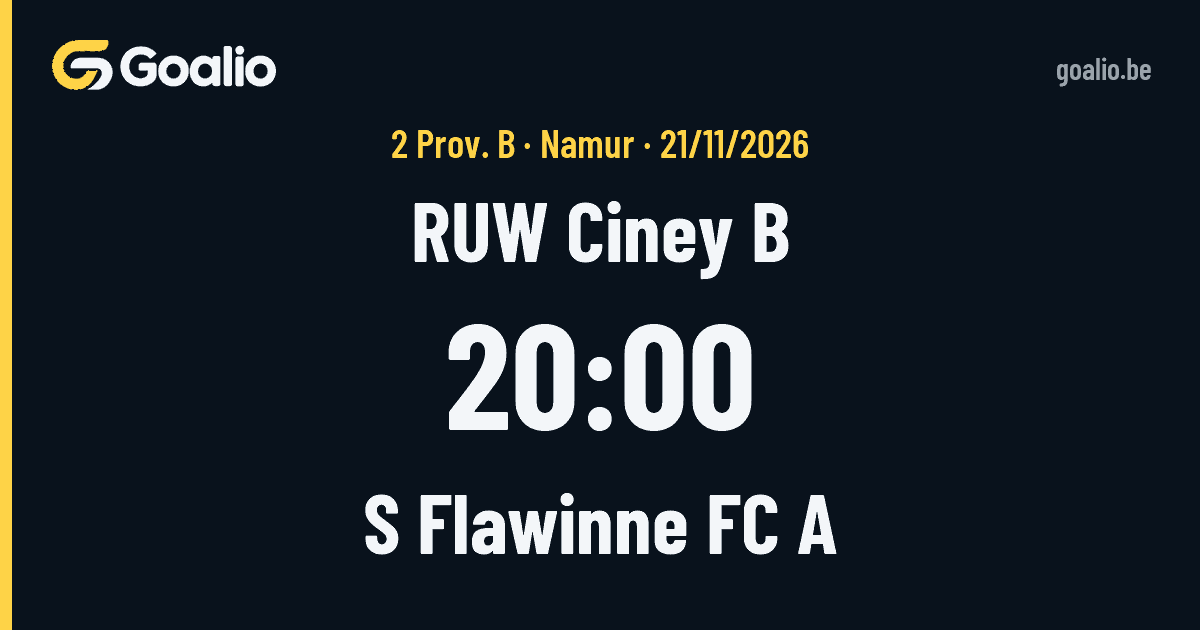 Goalio
goalio.be
2 Prov. B · Namur · 21/11/2026
RUW Ciney B
20:00
S Flawinne FC A